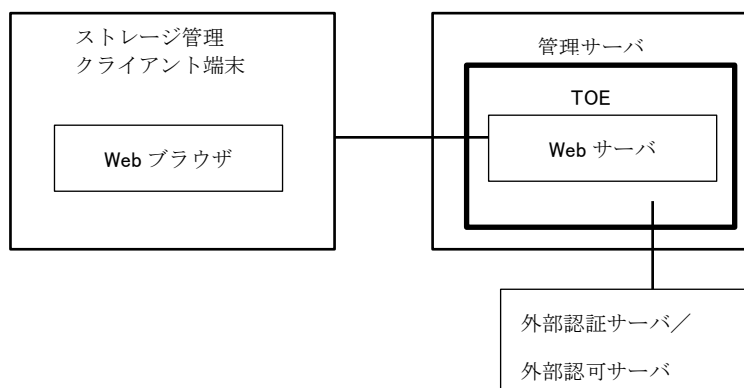 ストレージ管理
クライアント端末
Web ブラウザ
管理サーバ
TOE
Web サーバ
外部認証サーバ／
外部認可サーバ